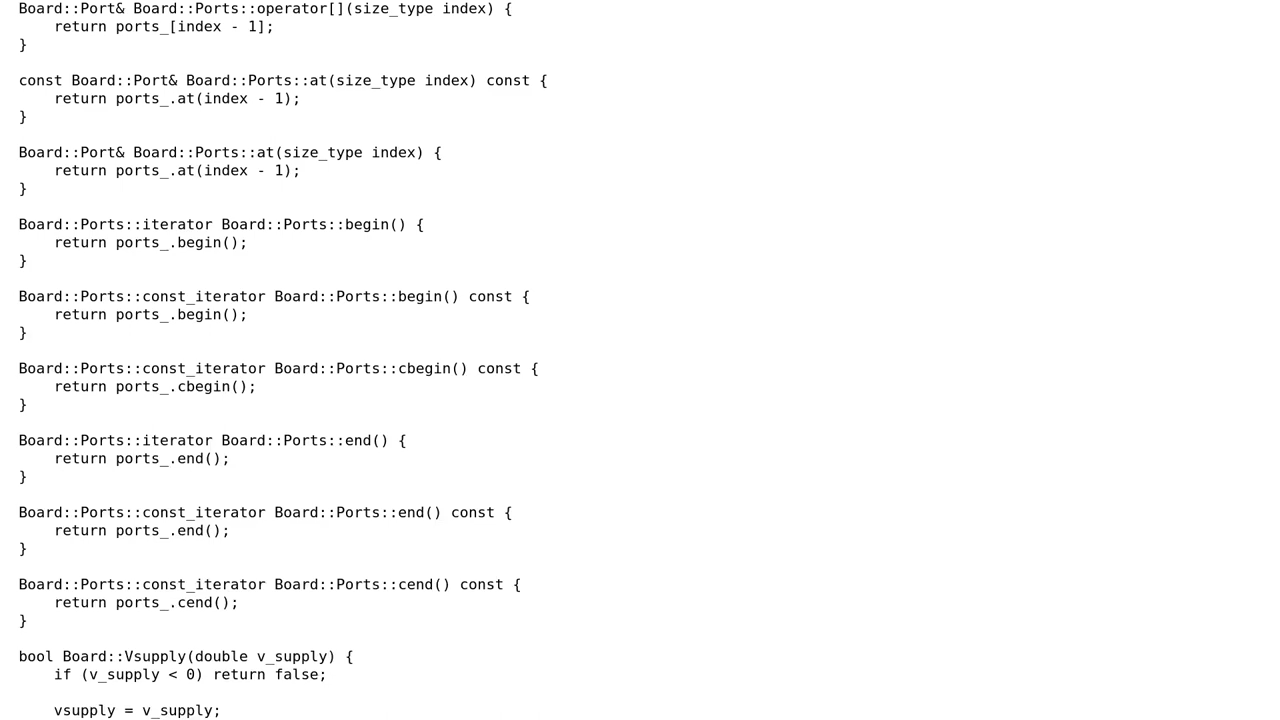 Board::Port& Board::Ports::operator[](size_type index) {
    return ports_[index - 1];
}

const Board::Port& Board::Ports::at(size_type index) const {
    return ports_.at(index - 1);
}

Board::Port& Board::Ports::at(size_type index) {
    return ports_.at(index - 1);
}

Board::Ports::iterator Board::Ports::begin() {
    return ports_.begin();
}

Board::Ports::const_iterator Board::Ports::begin() const {
    return ports_.begin();
}

Board::Ports::const_iterator Board::Ports::cbegin() const {
    return ports_.cbegin();
}

Board::Ports::iterator Board::Ports::end() {
    return ports_.end();
}

Board::Ports::const_iterator Board::Ports::end() const {
    return ports_.end();
}

Board::Ports::const_iterator Board::Ports::cend() const {
    return ports_.cend();
}

bool Board::Vsupply(double v_supply) {
    if (v_supply < 0) return false;

    vsupply = v_supply;